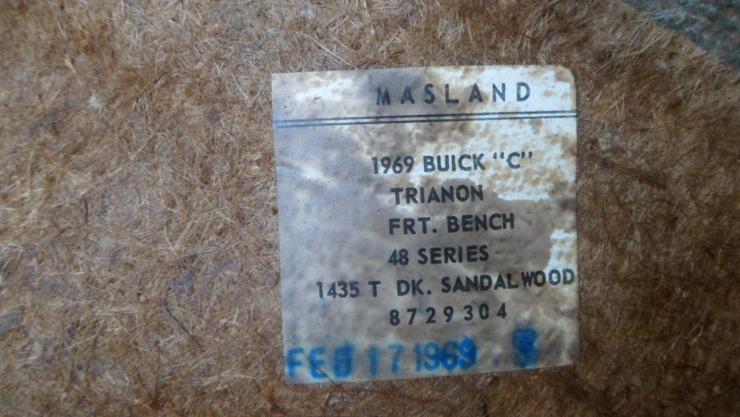 MASLAND
1969 BUICK "C"
TRIANON
FRT. BENCH
48 SERIES
1435 T DK. SANDALWOOD
8729304
FEB 17 1969